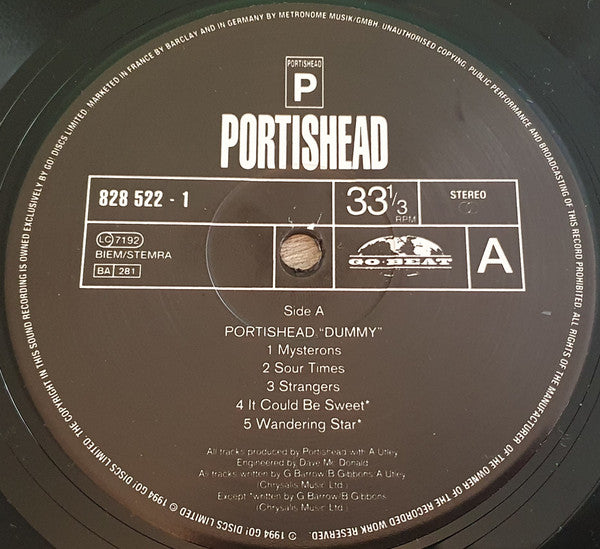 THE COPYRIGHT IN THIS SOUND RECORDING IS OWNED EXCLUSIVELY BY GO! DISCS LIMITED. MARKETED IN FRANCE BY BARCLAY AND IN GERMANY BY METRONOME MUSIK/GMBH. UNAUTHORISED COPYING, PUBLIC PERFORMANCE AND BROADCASTING OF THIS RECORD PROHIBITED. ALL RIGHTS OF THE MANUFACTURER OF THE OWNER OF THE RECORDED WORK RESERVED. ℗ 1994 GO! DISCS LIMITED © 1994 GO! DISCS LIMITED
PORTISHEAD
P
PORTISHEAD
828 522 - 1
33 1/3 RPM
STEREO
LC 7192
BIEM/STEMRA
BA 281
GO·BEAT
A
Side A
PORTISHEAD "DUMMY"
1 Mysterons
2 Sour Times
3 Strangers
4 It Could Be Sweet*
5 Wandering Star*
All tracks produced by Portishead with A Utley
Engineered by Dave Mc Donald
All tracks written by G Barrow/B Gibbons/A Utley
(Chrysalis Music Ltd)
Except *written by G Barrow/B Gibbons
(Chrysalis Music Ltd)